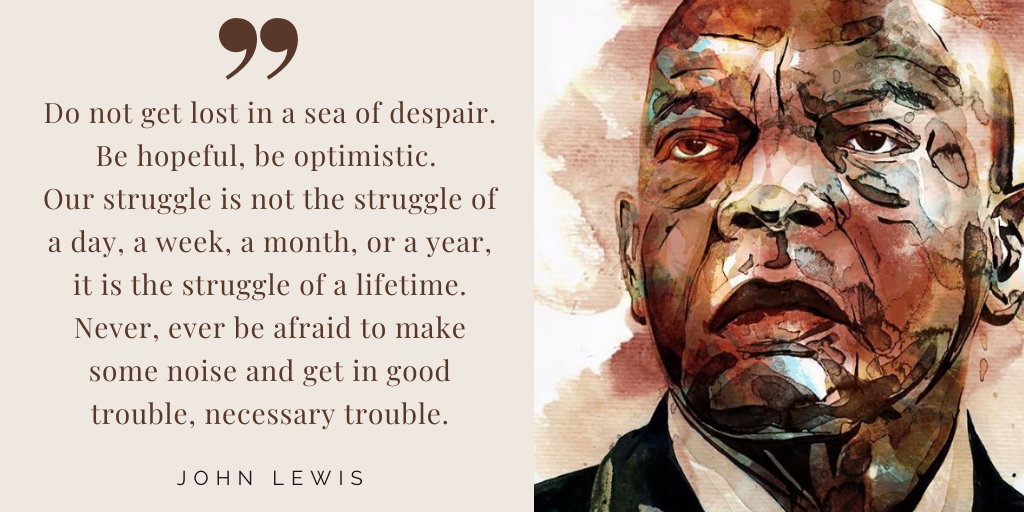 ”
Do not get lost in a sea of despair.
Be hopeful, be optimistic.
Our struggle is not the struggle of
a day, a week, a month, or a year,
it is the struggle of a lifetime.
Never, ever be afraid to make
some noise and get in good
trouble, necessary trouble.
JOHN LEWIS